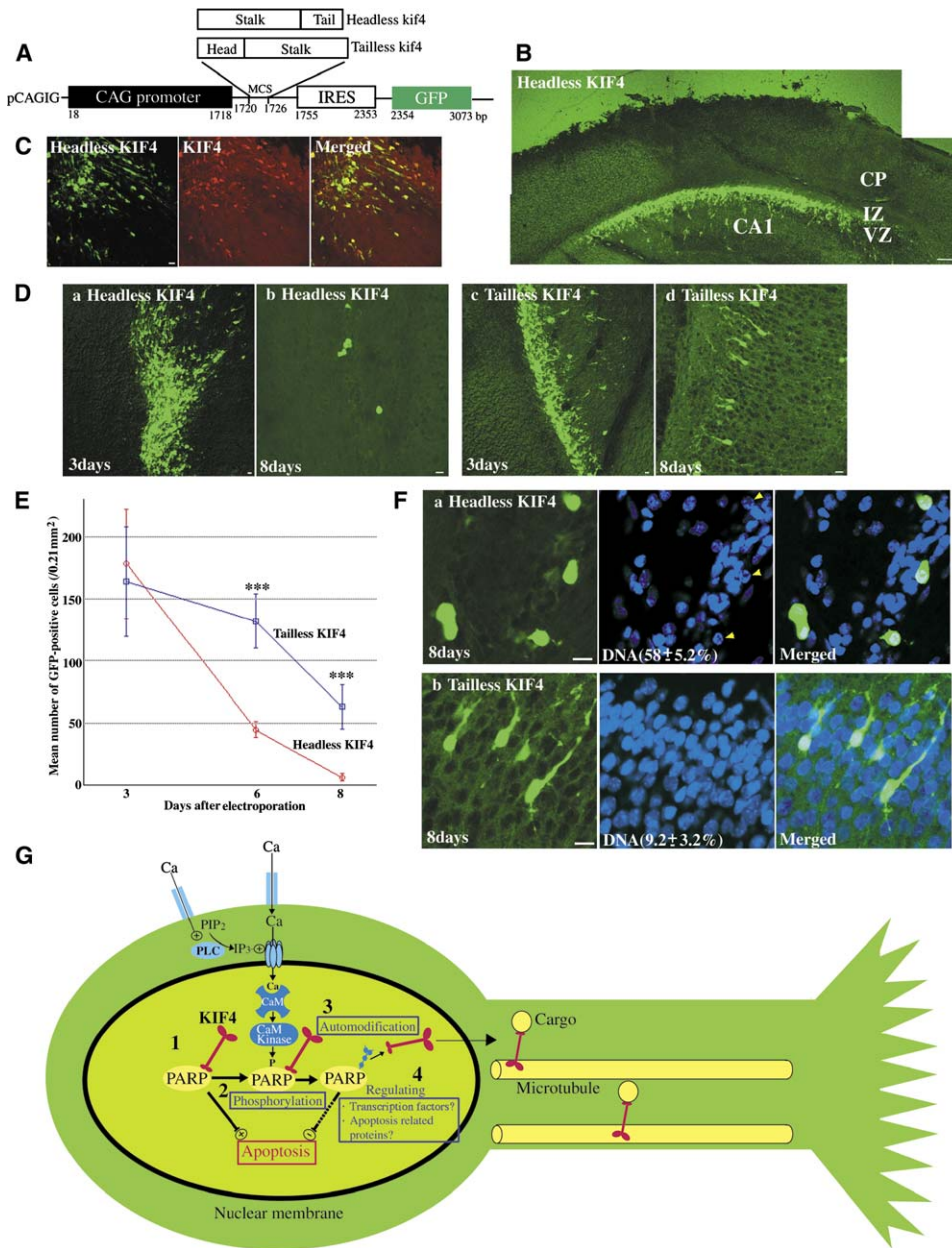 A
Stalk Tail Headless kif4
Head Stalk Tailless kif4
MCS
pCAGIG CAG promoter IRES GFP
18 1718 1720 1726 1755 2353 2354 3073 bp
B
Headless KIF4
CP
IZ
CA1 VZ
C
Headless KIF4 KIF4 Merged
D
a Headless KIF4 b Headless KIF4 c Tailless KIF4 d Tailless KIF4
3days 8days 3days 8days
E
Mean number of GFP-positive cells (/0.21mm²)
200
150
100
50
0
***
***
Tailless KIF4
Headless KIF4
3 6 8
Days after electroporation
F
a Headless KIF4
8days DNA(58±5.2%) Merged
b Tailless KIF4
8days DNA(9.2±3.2%) Merged
G
Ca
Ca
PIP₂
Ca
PLC IP₃ +
+
Ca
CaM
KIF4
3
1
CaM
Kinase
Automodification
P
PARP PARP PARP
2
4
Phosphorylation
Regulating
· Transcription factors?
· Apoptosis related
proteins?
+ −
Apoptosis
Nuclear membrane
Cargo
Microtubule